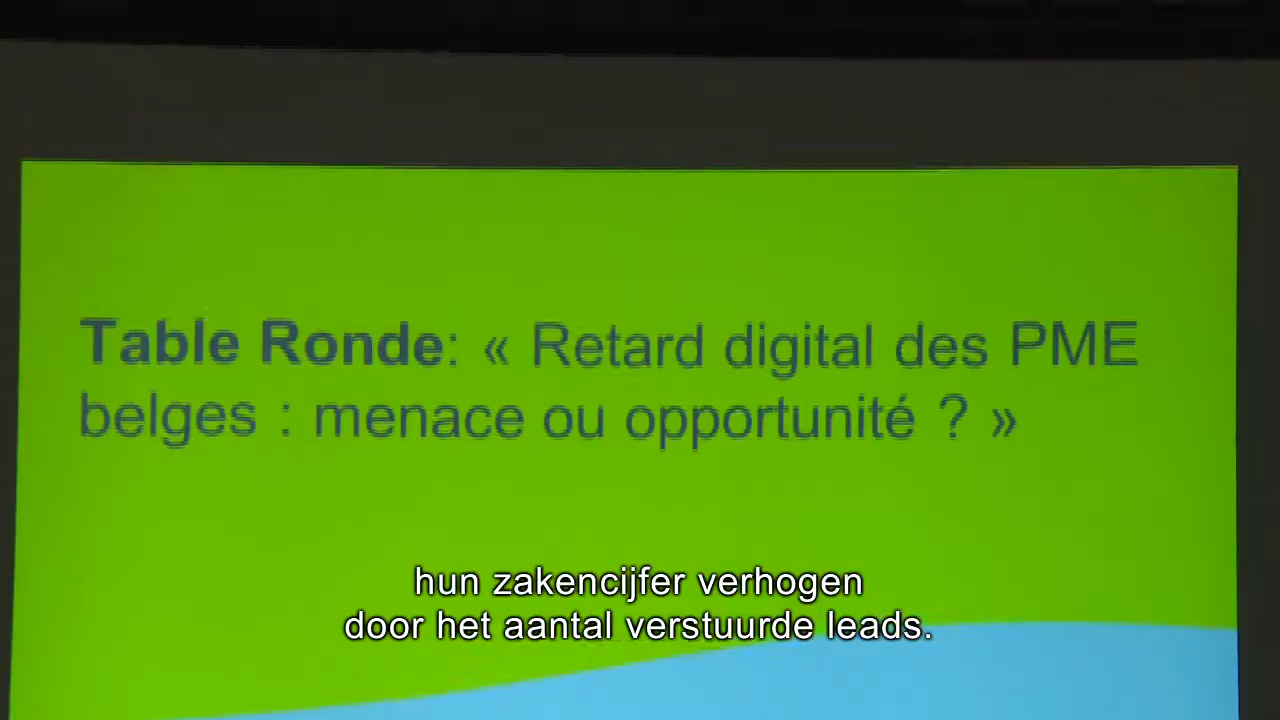 Table Ronde: « Retard digital des PME
belges : menace ou opportunité ? »
hun zakencijfer verhogen
door het aantal verstuurde leads.